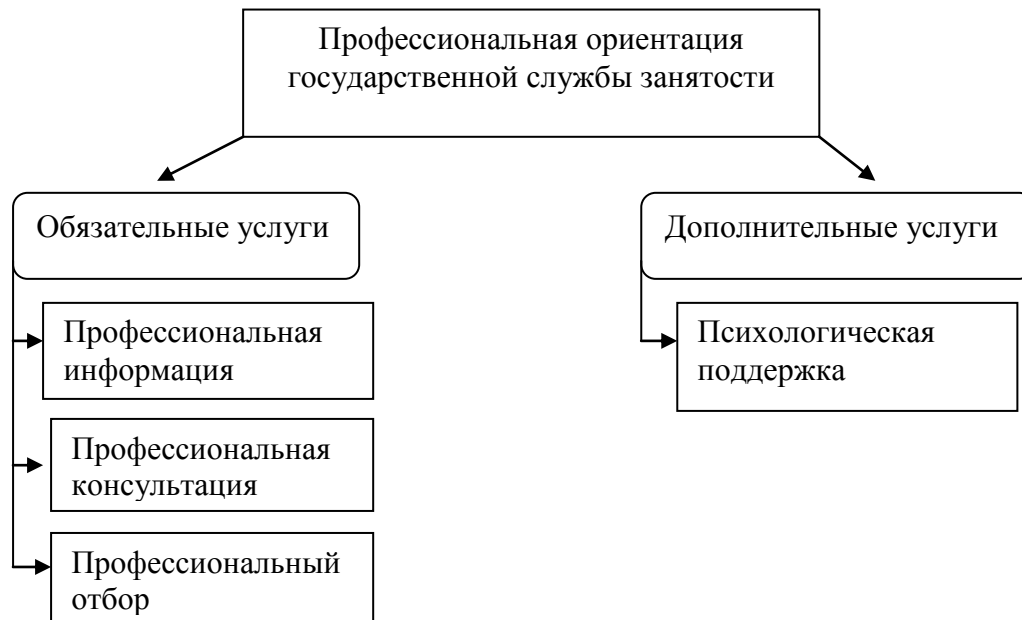 Профессиональная ориентация
государственной службы занятости
Обязательные услуги
Дополнительные услуги
Профессиональная
информация
Психологическая
поддержка
Профессиональная
консультация
Профессиональный
отбор